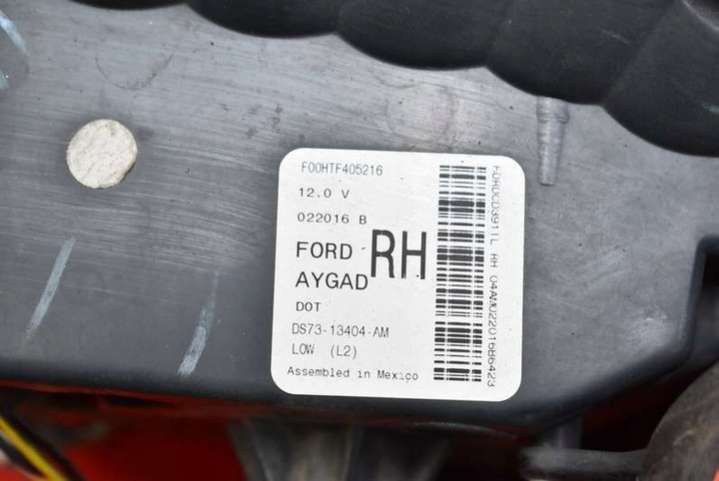 F00HTF405216
12.0 V
022016 B
FORD RH
AYGAD
DOT
DS73-13404-AM
LOW (L2)
Assembled in Mexico